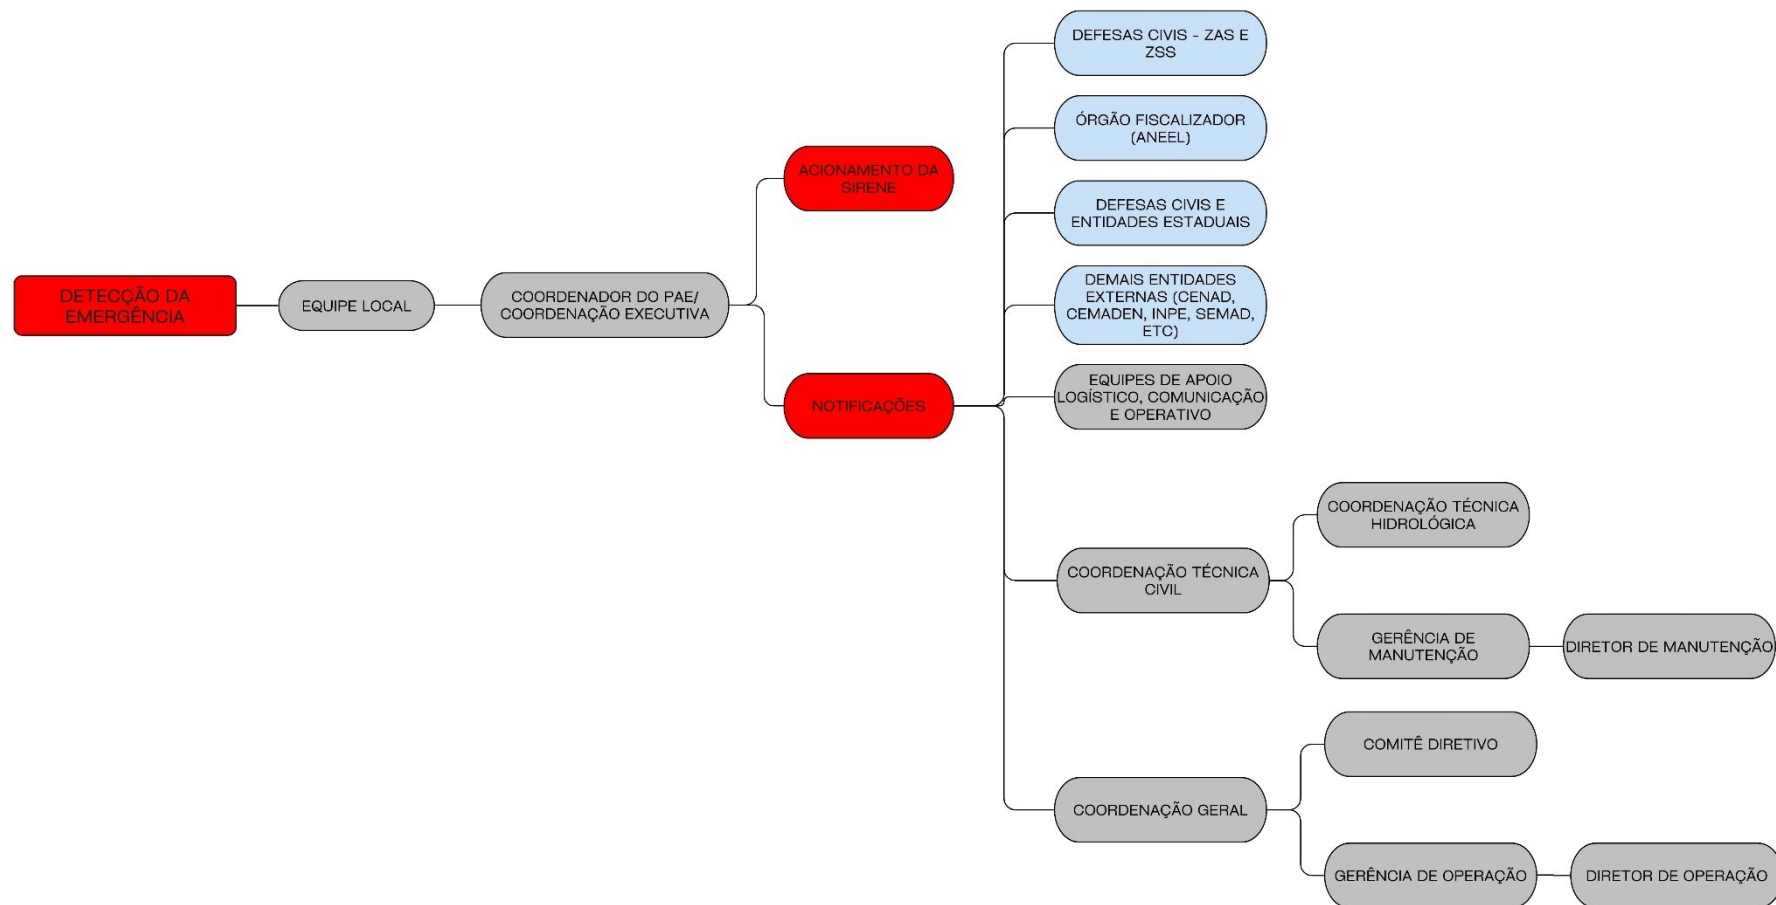 DETECÇÃO DA
EMERGÊNCIA
EQUIPE LOCAL
COORDENADOR DO PAE/
COORDENAÇÃO EXECUTIVA
ACIONAMENTO DA
SIRENE
NOTIFICAÇÕES
DEFESAS CIVIS - ZAS E
ZSS
ÓRGÃO FISCALIZADOR
(ANEEL)
DEFESAS CIVIS E
ENTIDADES ESTADUAIS
DEMAIS ENTIDADES
EXTERNAS (CENAD,
CEMADEN, INPE, SEMAD,
ETC)
EQUIPES DE APOIO
LOGÍSTICO, COMUNICAÇÃO
E OPERATIVO
COORDENAÇÃO TÉCNICA
CIVIL
COORDENAÇÃO TÉCNICA
HIDROLÓGICA
GERÊNCIA DE
MANUTENÇÃO
DIRETOR DE MANUTENÇÃO
COORDENAÇÃO GERAL
COMITÊ DIRETIVO
GERÊNCIA DE OPERAÇÃO
DIRETOR DE OPERAÇÃO